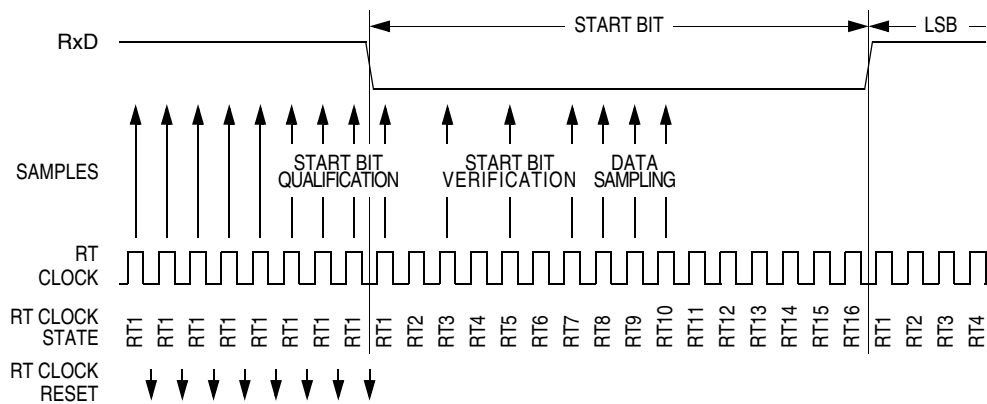 START BIT LSB
RxD
SAMPLES
START BIT
QUALIFICATION
START BIT
VERIFICATION
DATA
SAMPLING
RT
CLOCK
RT CLOCK
STATE
RT1 RT1 RT1 RT1 RT1 RT1 RT1 RT1 RT1 RT2 RT3 RT4 RT5 RT6 RT7 RT8 RT9 RT10 RT11 RT12 RT13 RT14 RT15 RT16 RT1 RT2 RT3 RT4
RT CLOCK
RESET